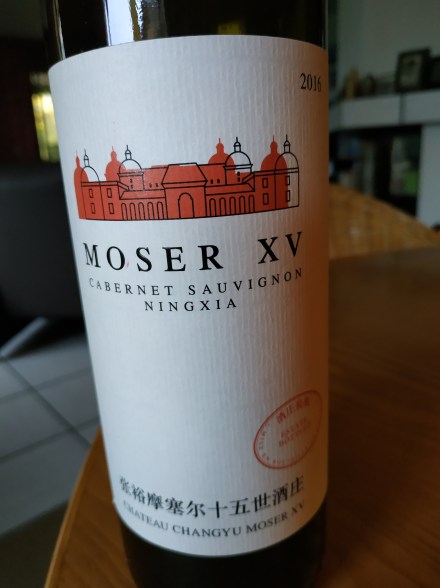 2016
MOSER XV
CABERNET SAUVIGNON
NINGXIA
张裕摩塞尔十五世酒庄
CHATEAU CHANGYU MOSER XV